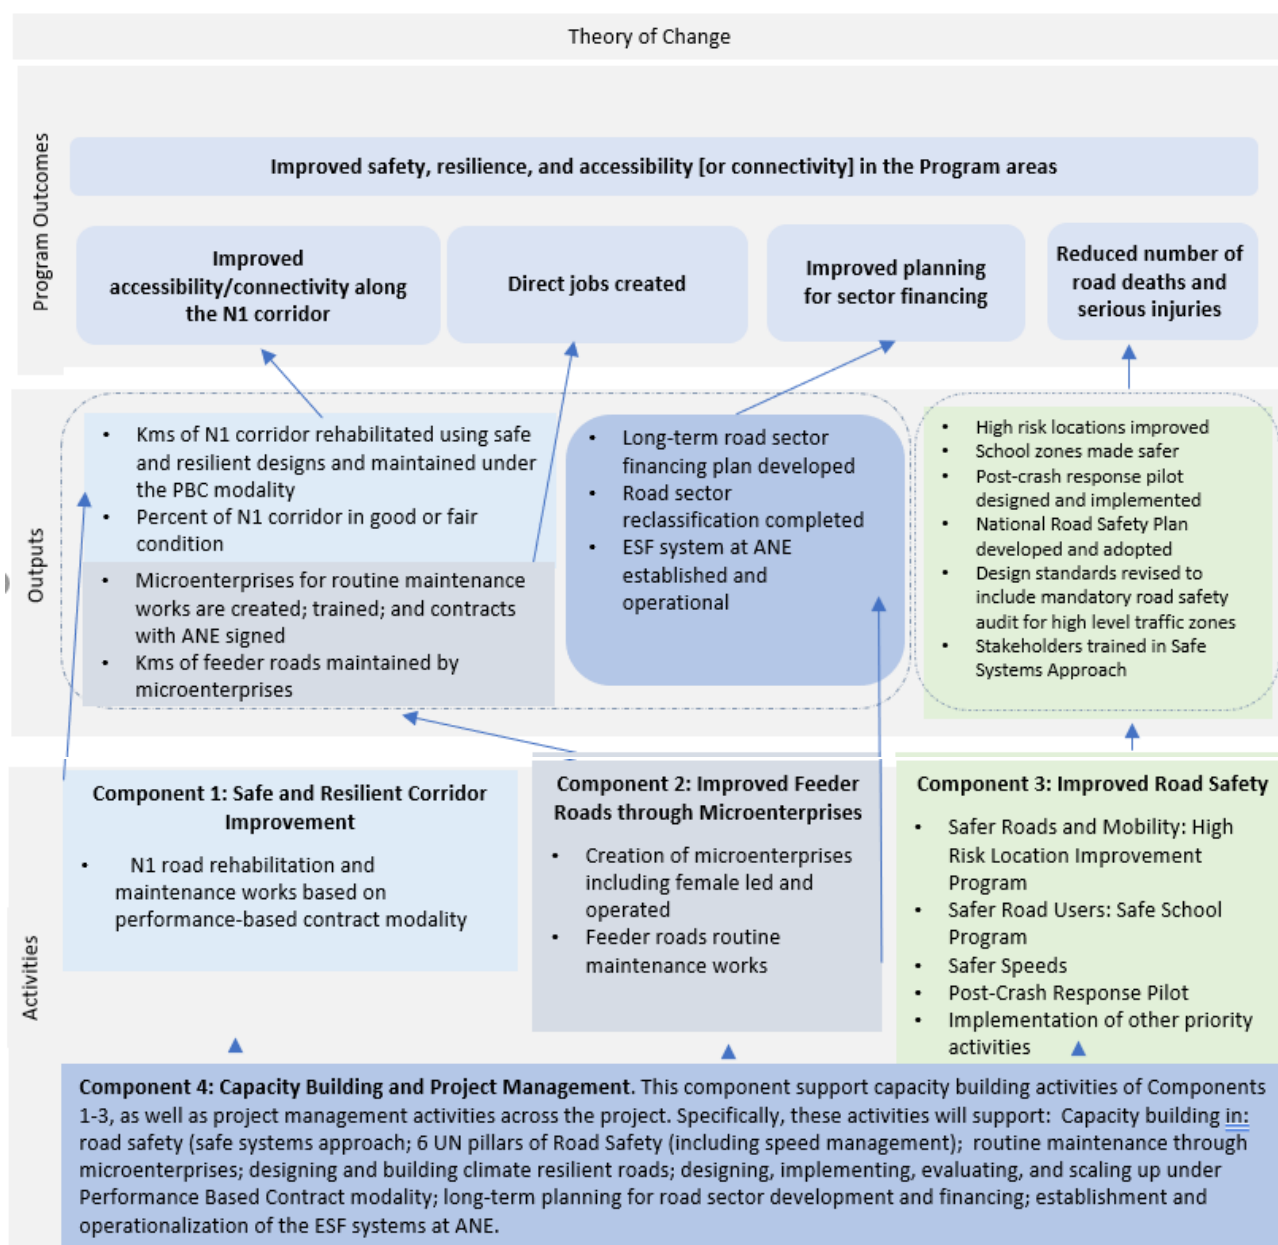 Theory of Change
Program Outcomes
Improved safety, resilience, and accessibility [or connectivity] in the Program areas
Improved
accessibility/connectivity along
the N1 corridor
Direct jobs created
Improved planning
for sector financing
Reduced number of
road deaths and
serious injuries
Outputs
• Kms of N1 corridor rehabilitated using safe
and resilient designs and maintained under
the PBC modality
• Percent of N1 corridor in good or fair
condition
• Microenterprises for routine maintenance
works are created; trained; and contracts
with ANE signed
• Kms of feeder roads maintained by
microenterprises
• Long-term road sector
financing plan developed
• Road sector
reclassification completed
• ESF system at ANE
established and
operational
• High risk locations improved
• School zones made safer
• Post-crash response pilot
designed and implemented
• National Road Safety Plan
developed and adopted
• Design standards revised to
include mandatory road safety
audit for high level traffic zones
• Stakeholders trained in Safe
Systems Approach
Activities
Component 1: Safe and Resilient Corridor
Improvement
• N1 road rehabilitation and
maintenance works based on
performance-based contract modality
Component 2: Improved Feeder
Roads through Microenterprises
• Creation of microenterprises
including female led and
operated
• Feeder roads routine
maintenance works
Component 3: Improved Road Safety
• Safer Roads and Mobility: High
Risk Location Improvement
Program
• Safer Road Users: Safe School
Program
• Safer Speeds
• Post-Crash Response Pilot
• Implementation of other priority
activities
Component 4: Capacity Building and Project Management. This component support capacity building activities of Components
1-3, as well as project management activities across the project. Specifically, these activities will support: Capacity building in:
road safety (safe systems approach; 6 UN pillars of Road Safety (including speed management); routine maintenance through
microenterprises; designing and building climate resilient roads; designing, implementing, evaluating, and scaling up under
Performance Based Contract modality; long-term planning for road sector development and financing; establishment and
operationalization of the ESF systems at ANE.